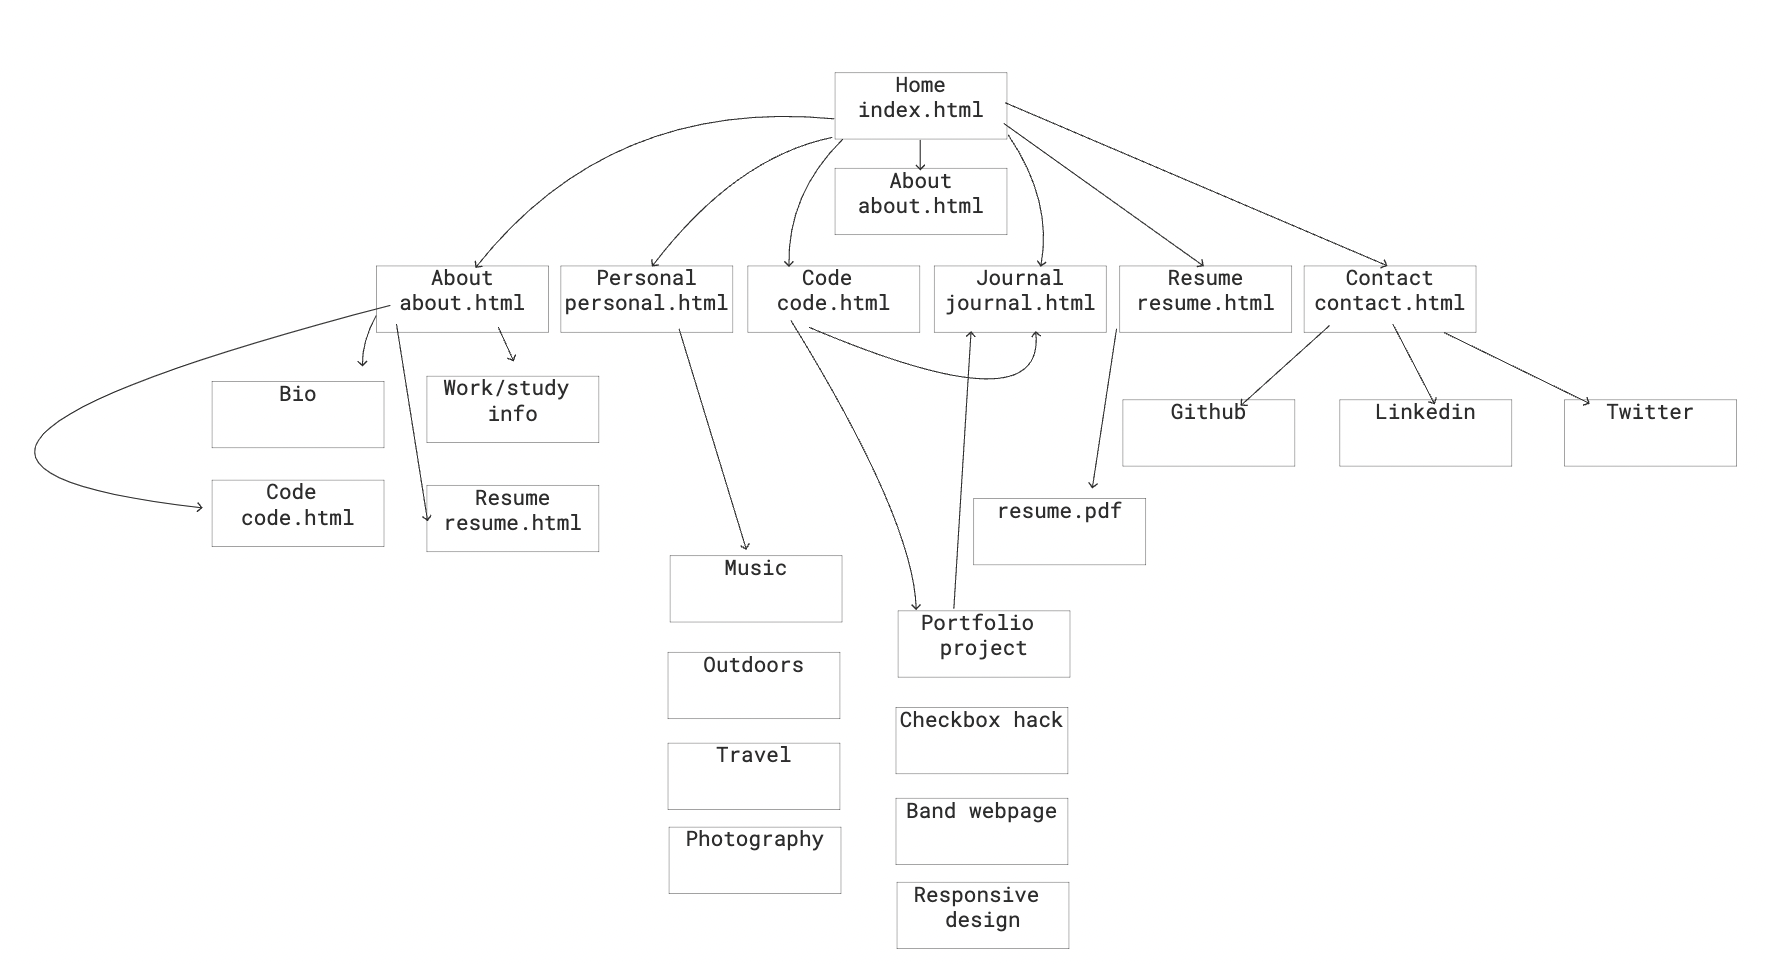 Home
index.html
About
about.html
About
about.html
Personal
personal.html
Code
code.html
Journal
journal.html
Resume
resume.html
Contact
contact.html
Bio
Work/study
info
Github
Linkedin
Twitter
Code
code.html
Resume
resume.html
resume.pdf
Music
Portfolio
project
Outdoors
Checkbox hack
Travel
Band webpage
Photography
Responsive
design